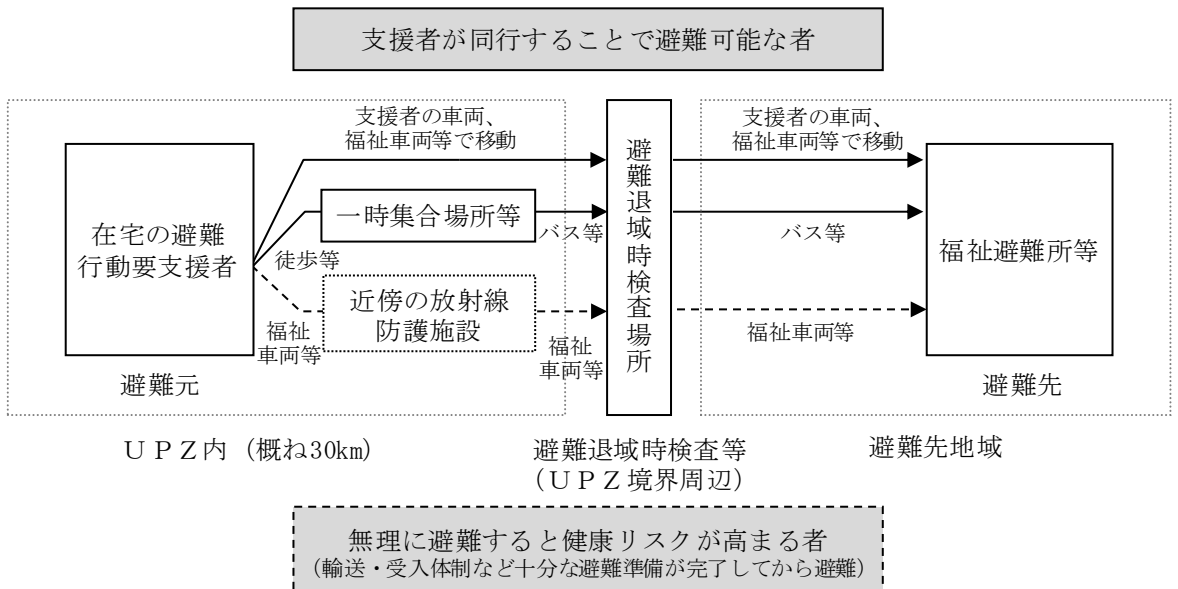 支援者が同行することで避難可能な者
支援者の車両、
福祉車両等で移動
支援者の車両、
福祉車両等で移動
在宅の避難
行動要支援者
一時集合場所等
徒歩等
バス等
近傍の放射線
防護施設
福祉
車両等
福祉
車両等
避難退域時検査場所
バス等
福祉車両等
福祉避難所等
避難元
避難先
ＵＰＺ内（概ね30km）
避難退域時検査等
（ＵＰＺ境界周辺）
避難先地域
無理に避難すると健康リスクが高まる者
（輸送・受入体制など十分な避難準備が完了してから避難）